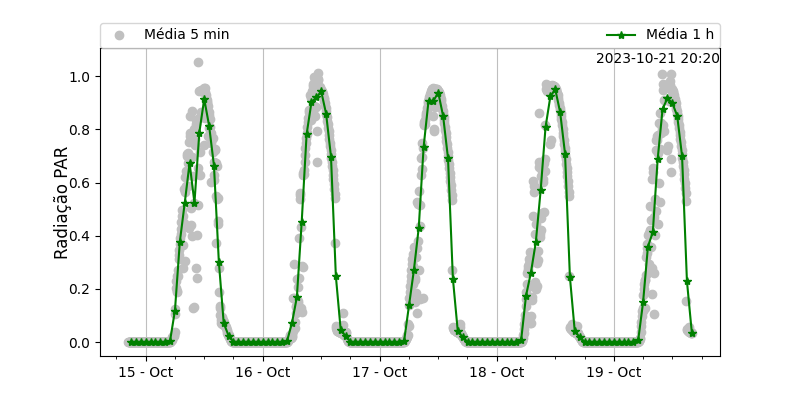 Média 5 min
Média 1 h
2023-10-21 20:20
Radiação PAR
1.0
0.8
0.6
0.4
0.2
0.0
15 - Oct
16 - Oct
17 - Oct
18 - Oct
19 - Oct